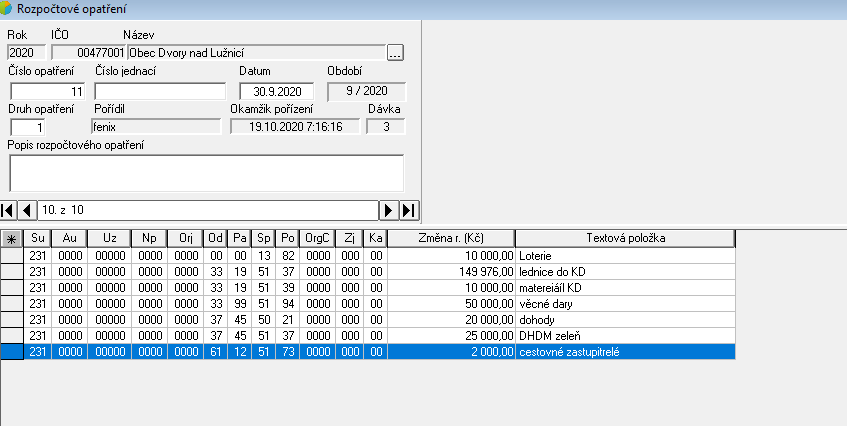 Rozpočtové opatření
Rok IČO Název
2020 00477001 Obec Dvory nad Lužnicí ...
Číslo opatření Číslo jednací Datum Období
11 30.9.2020 9 / 2020
Druh opatření Pořídil Okamžik pořízení Dávka
1 fenix 19.10.2020 7:16:16 3
Popis rozpočtového opatření
10. z 10
Su Au Uz Np Orj Od Pa Sp Po OrgC Zj Ka Změna r. (Kč) Textová položka
231 0000 00000 0000 0000 00 00 13 82 0000 000 00 10 000,00 Loterie
231 0000 00000 0000 0000 33 19 51 37 0000 000 00 149 976,00 lednice do KD
231 0000 00000 0000 0000 33 19 51 39 0000 000 00 10 000,00 matereiáíl KD
231 0000 00000 0000 0000 33 99 51 94 0000 000 00 50 000,00 věcné dary
231 0000 00000 0000 0000 37 45 50 21 0000 000 00 20 000,00 dohody
231 0000 00000 0000 0000 37 45 51 37 0000 000 00 25 000,00 DHDM zeleň
231 0000 00000 0000 0000 61 12 51 73 0000 000 00 2 000,00 cestovné zastupitrelé